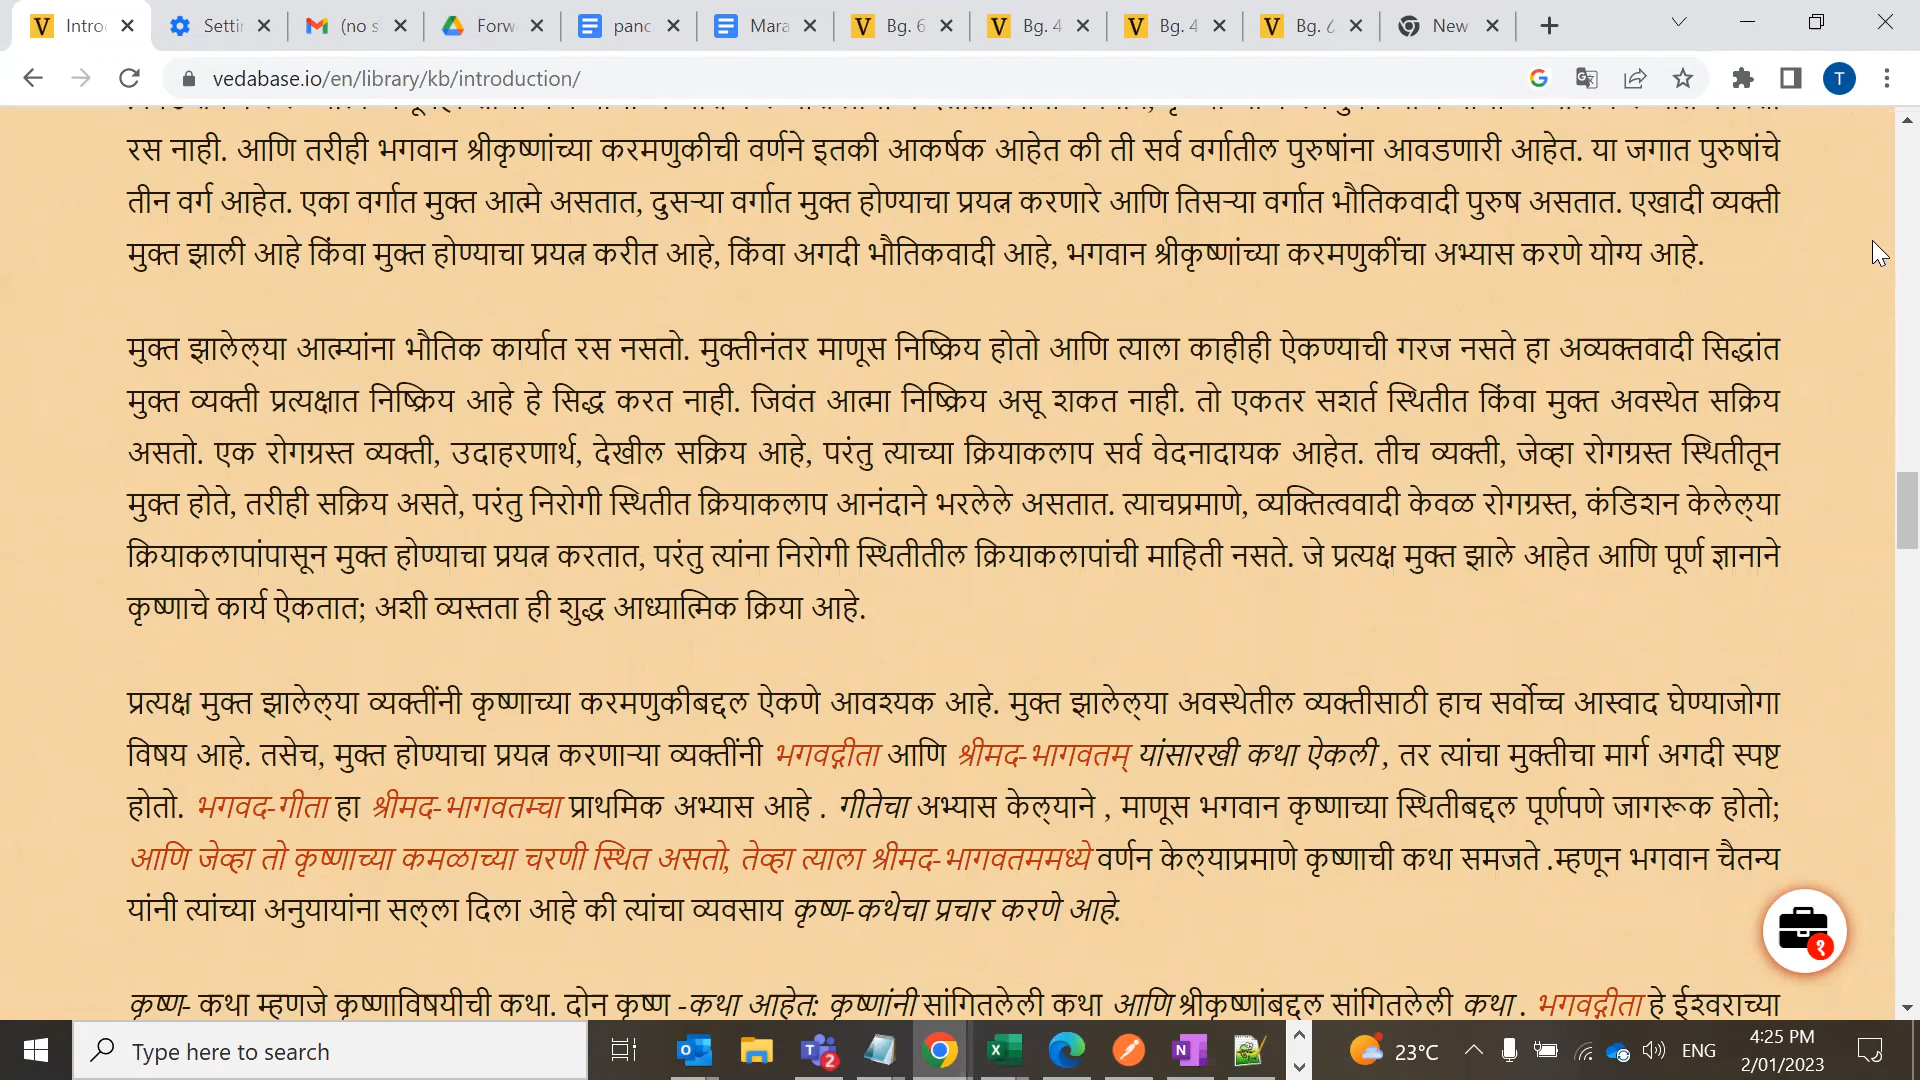 Intro
Settin
(no s
Forw
panc
Mara
Bg. 6
Bg. 4
Bg. 4
Bg. 6
New
vedabase.io/en/library/kb/introduction/
T
रस नाही. आणि तरीही भगवान श्रीकृष्णांच्या करमणुकीची वर्णने इतकी आकर्षक आहेत की ती सर्व वर्गातील पुरुषांना आवडणारी आहेत. या जगात पुरुषांचे
तीन वर्ग आहेत. एका वर्गात मुक्त आत्मे असतात, दुसऱ्या वर्गात मुक्त होण्याचा प्रयत्न करणारे आणि तिसऱ्या वर्गात भौतिकवादी पुरुष असतात. एखादी व्यक्ती
मुक्त झाली आहे किंवा मुक्त होण्याचा प्रयत्न करीत आहे, किंवा अगदी भौतिकवादी आहे, भगवान श्रीकृष्णांच्या करमणुकींचा अभ्यास करणे योग्य आहे.
मुक्त झालेल्या आत्म्यांना भौतिक कार्यात रस नसतो. मुक्तीनंतर माणूस निष्क्रिय होतो आणि त्याला काहीही ऐकण्याची गरज नसते हा अव्यक्तवादी सिद्धांत
मुक्त व्यक्ती प्रत्यक्षात निष्क्रिय आहे हे सिद्ध करत नाही. जिवंत आत्मा निष्क्रिय असू शकत नाही. तो एकतर सशर्त स्थितीत किंवा मुक्त अवस्थेत सक्रिय
असतो. एक रोगग्रस्त व्यक्ती, उदाहरणार्थ, देखील सक्रिय आहे, परंतु त्याच्या क्रियाकलाप सर्व वेदनादायक आहेत. तीच व्यक्ती, जेव्हा रोगग्रस्त स्थितीतून
मुक्त होते, तरीही सक्रिय असते, परंतु निरोगी स्थितीत क्रियाकलाप आनंदाने भरलेले असतात. त्याचप्रमाणे, व्यक्तित्ववादी केवळ रोगग्रस्त, कंडिशन केलेल्या
क्रियाकलापांपासून मुक्त होण्याचा प्रयत्न करतात, परंतु त्यांना निरोगी स्थितीतील क्रियाकलापांची माहिती नसते. जे प्रत्यक्ष मुक्त झाले आहेत आणि पूर्ण ज्ञानाने
कृष्णाचे कार्य ऐकतात; अशी व्यस्तता ही शुद्ध आध्यात्मिक क्रिया आहे.
प्रत्यक्ष मुक्त झालेल्या व्यक्तींनी कृष्णाच्या करमणुकीबद्दल ऐकणे आवश्यक आहे. मुक्त झालेल्या अवस्थेतील व्यक्तीसाठी हाच सर्वोच्च आस्वाद घेण्याजोगा
विषय आहे. तसेच, मुक्त होण्याचा प्रयत्न करणाऱ्या व्यक्तींनी भगवद्गीता आणि श्रीमद-भागवतम् यांसारखी कथा ऐकली , तर त्यांचा मुक्तीचा मार्ग अगदी स्पष्ट
होतो. भगवद-गीता हा श्रीमद-भागवतम्चा प्राथमिक अभ्यास आहे . गीतेचा अभ्यास केल्याने , माणूस भगवान कृष्णाच्या स्थितीबद्दल पूर्णपणे जागरूक होतो;
आणि जेव्हा तो कृष्णाच्या कमळाच्या चरणी स्थित असतो, तेव्हा त्याला श्रीमद-भागवतममध्ये वर्णन केल्याप्रमाणे कृष्णाची कथा समजते .म्हणून भगवान चैतन्य
यांनी त्यांच्या अनुयायांना सल्ला दिला आहे की त्यांचा व्यवसाय कृष्ण-कथेचा प्रचार करणे आहे.
१
कृष्ण- कथा म्हणजे कृष्णाविषयीची कथा. दोन कृष्ण -कथा आहेत: कृष्णांनी सांगितलेली कथा आणि श्रीकृष्णांबद्दल सांगितलेली कथा . भगवद्गीता हे ईश्वराच्या
Type here to search
2
23°C
ENG
4:25 PM
2/01/2023